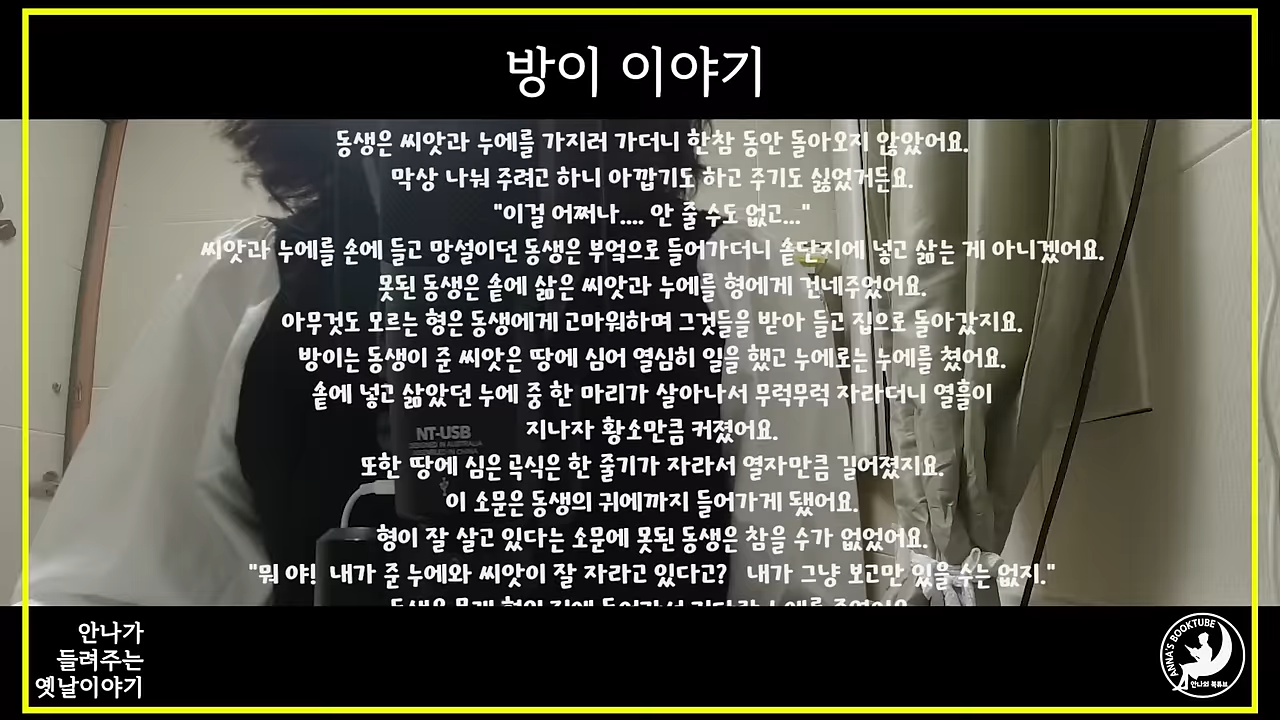 방이 이야기
동생은 씨앗과 누에를 가지러 가더니 한참 동안 돌아오지 않았어요.
막상 나눠 주려고 하니 아깝기도 하고 주기도 싫었거든요.
"이걸 어쩌나.... 안 줄 수도 없고..."
씨앗과 누에를 손에 들고 망설이던 동생은 부엌으로 들어가더니 솥단지에 넣고 삶는 게 아니겠어요.
못된 동생은 솥에 삶은 씨앗과 누에를 형에게 건네주었어요.
아무것도 모르는 형은 동생에게 고마워하며 그것들을 받아 들고 집으로 돌아갔지요.
방이는 동생이 준 씨앗은 땅에 심어 열심히 일을 했고 누에로는 누에를 쳤어요.
솥에 넣고 삶았던 누에 중 한 마리가 살아나서 무럭무럭 자라더니 열흘이
지나자 황소만큼 커졌어요.
NT-USB
DESIGNED IN AUSTRALIA
ASSEMBLED IN CHINA
또한 땅에 심은 곡식은 한 줄기가 자라서 열자만큼 길어졌지요.
이 소문은 동생의 귀에까지 들어가게 됐어요.
형이 잘 살고 있다는 소문에 못된 동생은 참을 수가 없었어요.
"뭐 야! 내가 준 누에와 씨앗이 잘 자라고 있다고? 내가 그냥 보고만 있을 수는 없지."
안나가
들려주는
옛날이야기
ANNA'S BOOKTUBE
안나의 북튜브